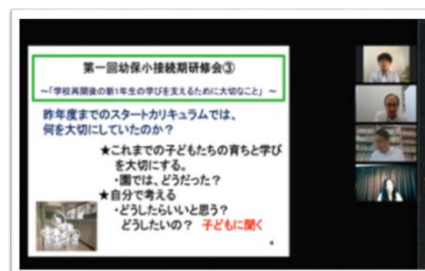 第一回幼保小接続期研修会③
～「学校再開後の新1年生の学びを支えるために大切なこと」～
昨年度までのスタートカリキュラムでは、
何を大切にしていたのか？
★これまでの子どもたちの育ちと学び
を大切にする。
・園では、どうだった？
★自分で考える
・どうしたらいいと思う？
どうしたいの？ 子どもに聞く